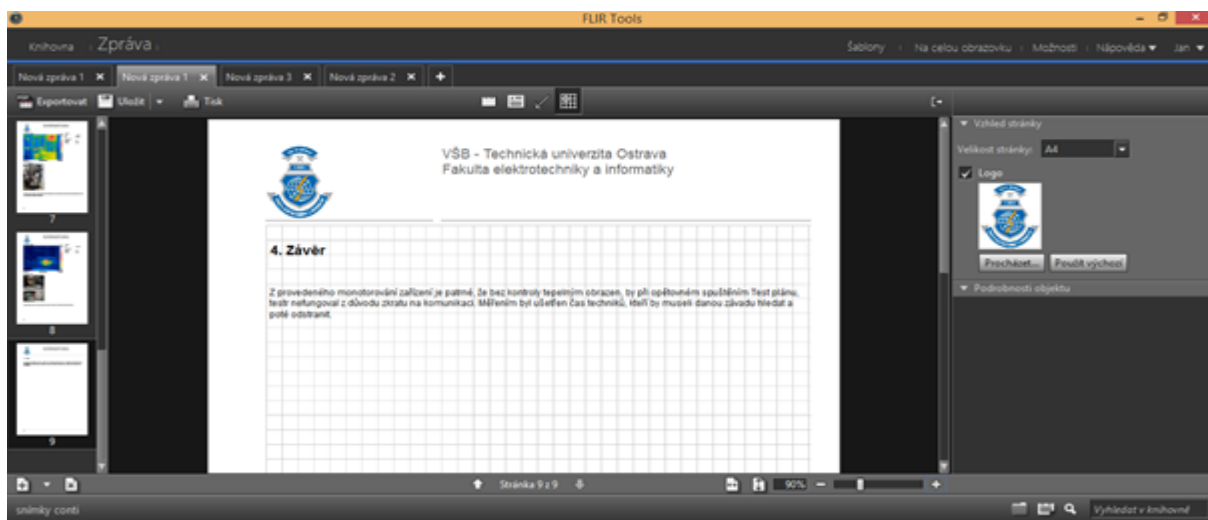 FLIR Tools
Knihovna Zpráva
Šablony Na celou obrazovku Možnosti Nápověda Jan
Nová zpráva 1 Nová zpráva 1 Nová zpráva 3 Nová zpráva 2
Exportovat Uložit Tisk
7
8
9
VŠB - Technická univerzita Ostrava
Fakulta elektrotechniky a informatiky
4. Závěr
Z provedeného monotorování zařízení je patrné, že bez kontroly tepelným obrazen, by při opětovném spuštěním Test plánu,
testr nefungoval z důvodu zkratu na komunikaci. Měřením byl ušetřen čas techniků, kteří by museli danou závadu hledat a
poté odstranit.
Vzhled stránky
Velikost stránky: A4
Logo
Procházet... Použít výchozí
Podrobnosti objektu
Stránka 9 z 9
90%
snímky conti
Vyhledat v knihovně